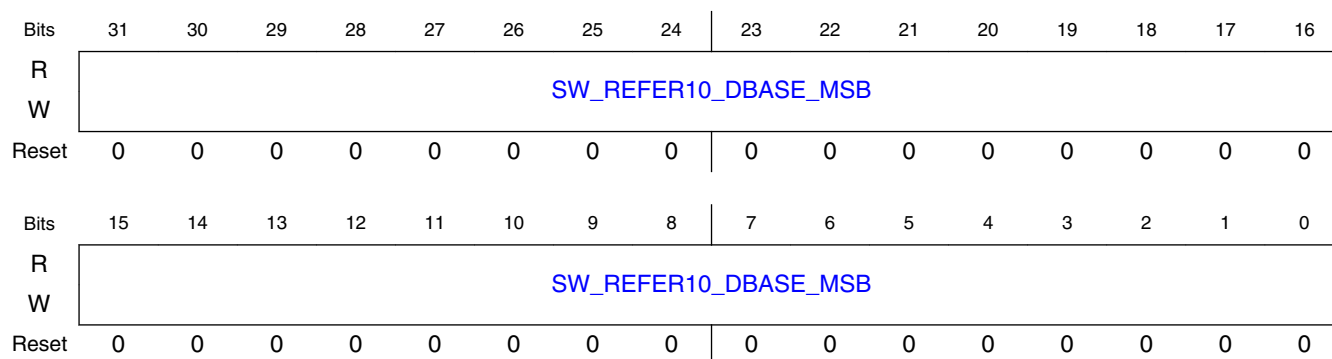 Bits 31 30 29 28 27 26 25 24 23 22 21 20 19 18 17 16
R
SW_REFER10_DBASE_MSB
W
Reset 0 0 0 0 0 0 0 0 0 0 0 0 0 0 0 0
Bits 15 14 13 12 11 10 9 8 7 6 5 4 3 2 1 0
R
SW_REFER10_DBASE_MSB
W
Reset 0 0 0 0 0 0 0 0 0 0 0 0 0 0 0 0